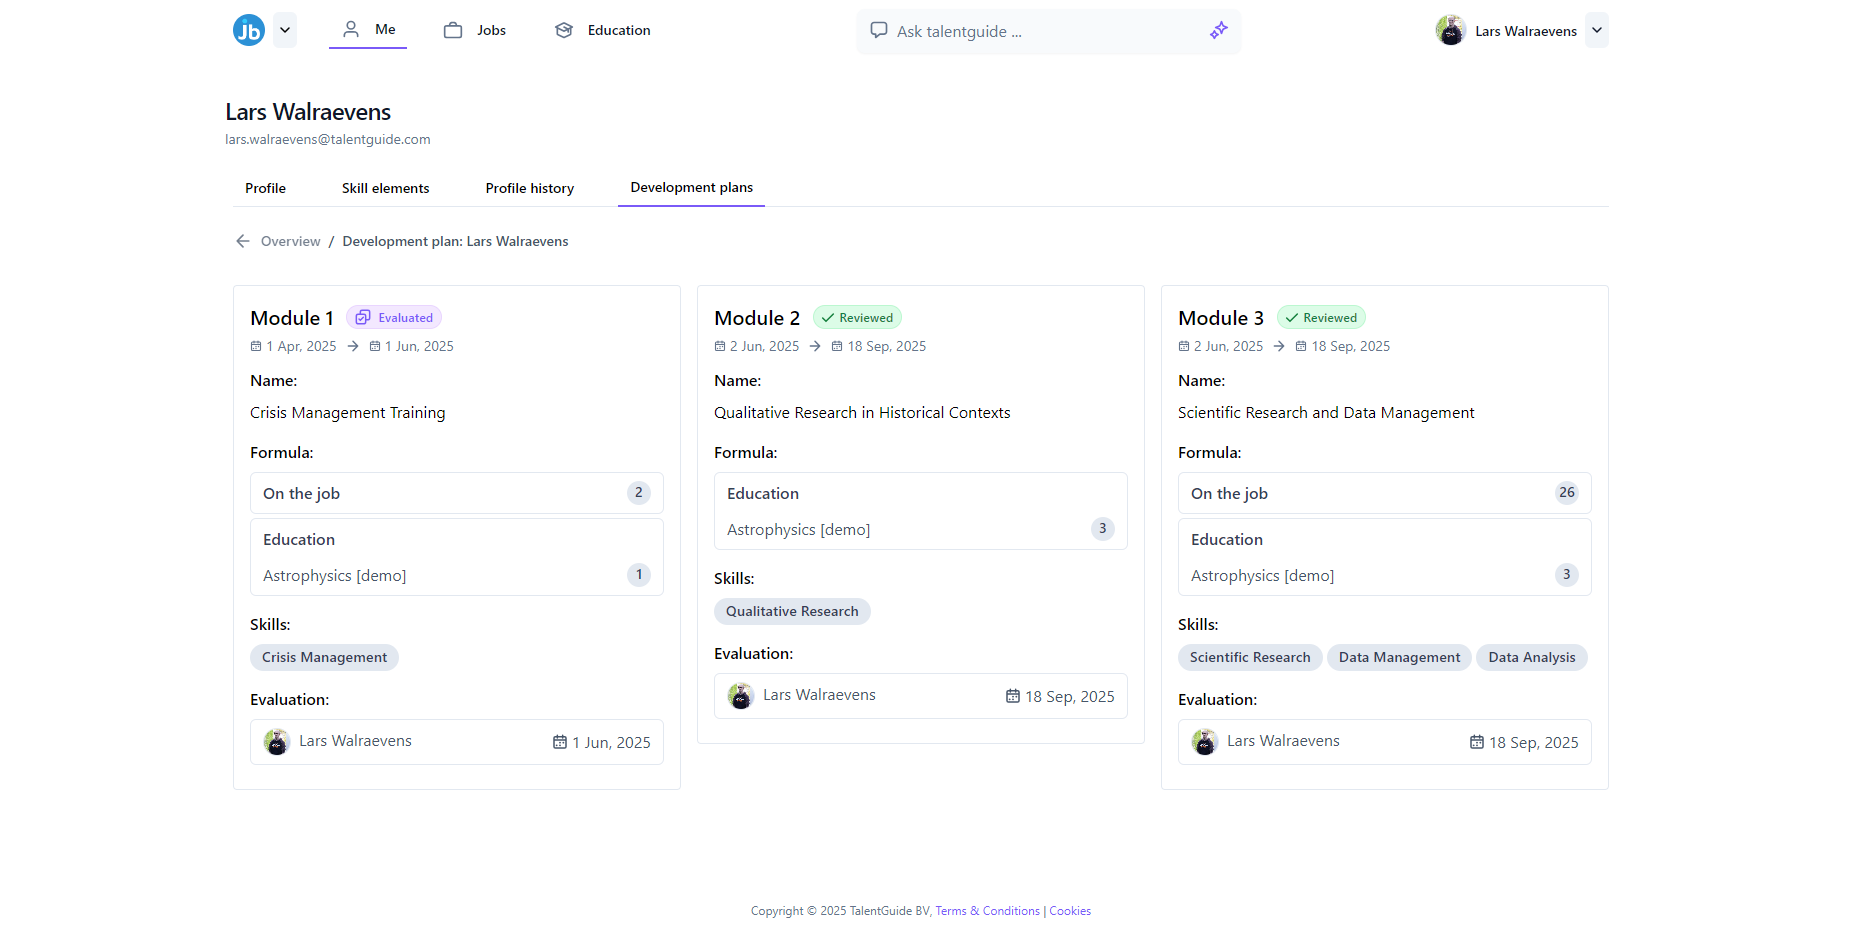 jb
Me
Jobs
Education
Ask talentguide ...
Lars Walraevens
Lars Walraevens
lars.walraevens@talentguide.com
Profile
Skill elements
Profile history
Development plans
Overview / Development plan: Lars Walraevens
Module 1
Evaluated
1 Apr, 2025 → 1 Jun, 2025
Name:
Crisis Management Training
Formula:
On the job 2
Education
Astrophysics [demo] 1
Skills:
Crisis Management
Evaluation:
Lars Walraevens 1 Jun, 2025
Module 2
Reviewed
2 Jun, 2025 → 18 Sep, 2025
Name:
Qualitative Research in Historical Contexts
Formula:
Education
Astrophysics [demo] 3
Skills:
Qualitative Research
Evaluation:
Lars Walraevens 18 Sep, 2025
Module 3
Reviewed
2 Jun, 2025 → 18 Sep, 2025
Name:
Scientific Research and Data Management
Formula:
On the job 26
Education
Astrophysics [demo] 3
Skills:
Scientific Research Data Management Data Analysis
Evaluation:
Lars Walraevens 18 Sep, 2025
Copyright © 2025 TalentGuide BV, Terms & Conditions | Cookies